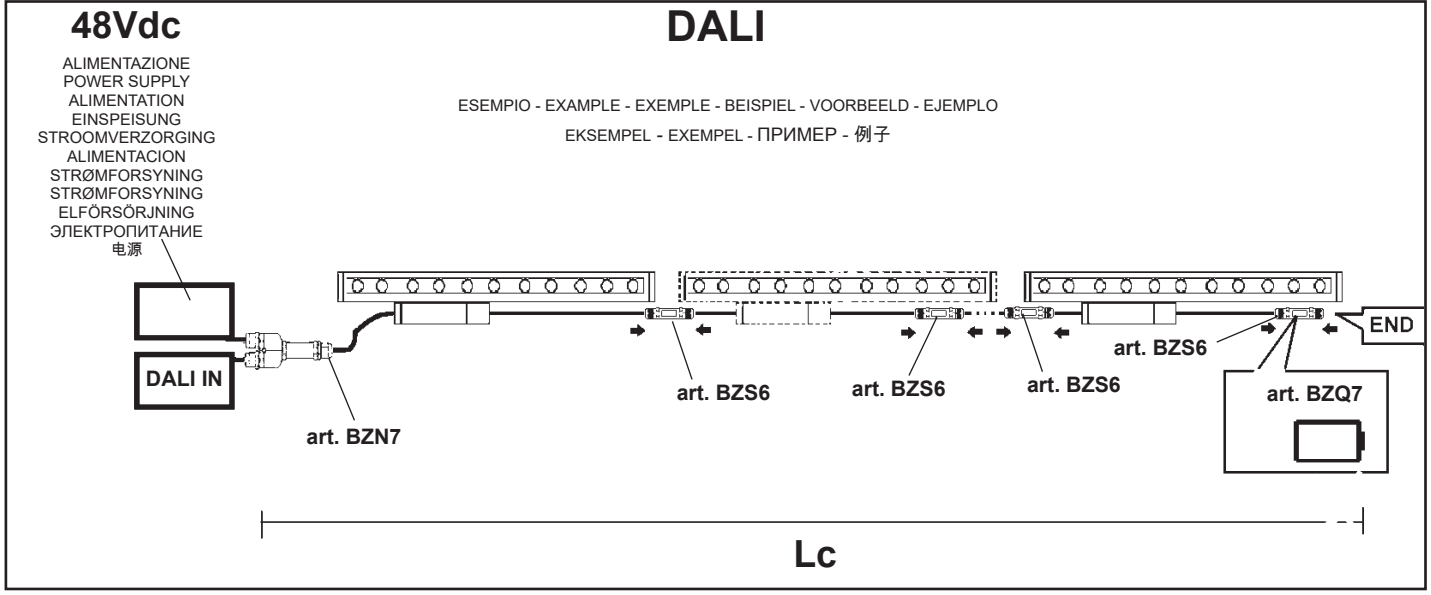 48Vdc
ALIMENTAZIONE
POWER SUPPLY
ALIMENTATION
EINSPEISUNG
STROOMVERZORGING
ALIMENTACION
STRØMFORSYNING
STRØMFORSYNING
ELFÖRSÖRJNING
ЭЛЕКТРОПИТАНИЕ
电源
DALI
ESEMPIO - EXAMPLE - EXEMPLE - BEISPIEL - VOORBEELD - EJEMPLO
EKSEMPEL - EXEMPEL - ПРИМЕР - 例子
DALI IN
art. BZN7
art. BZS6
art. BZS6
art. BZS6
art. BZS6
END
art. BZQ7
Lc